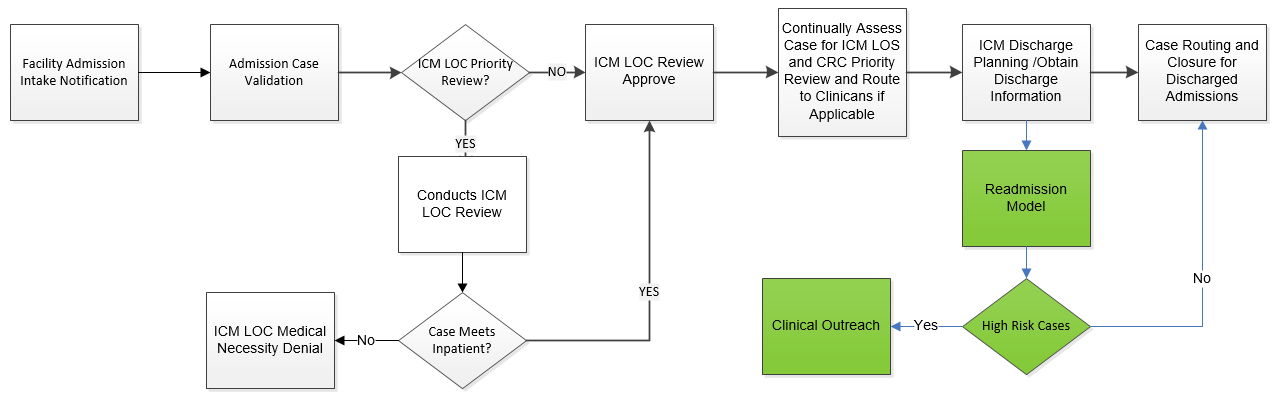 Facility Admission
Intake Notification
Admission Case
Validation
ICM LOC Priority
Review?
NO
ICM LOC Review
Approve
Continually Assess
Case for ICM LOS
and CRC Priority
Review and Route
to Clinicans if
Applicable
ICM Discharge
Planning /Obtain
Discharge
Information
Case Routing and
Closure for
Discharged
Admissions
YES
Conducts ICM
LOC Review
Readmission
Model
ICM LOC Medical
Necessity Denial
No
Case Meets
Inpatient?
YES
Clinical Outreach
Yes
High Risk Cases
No